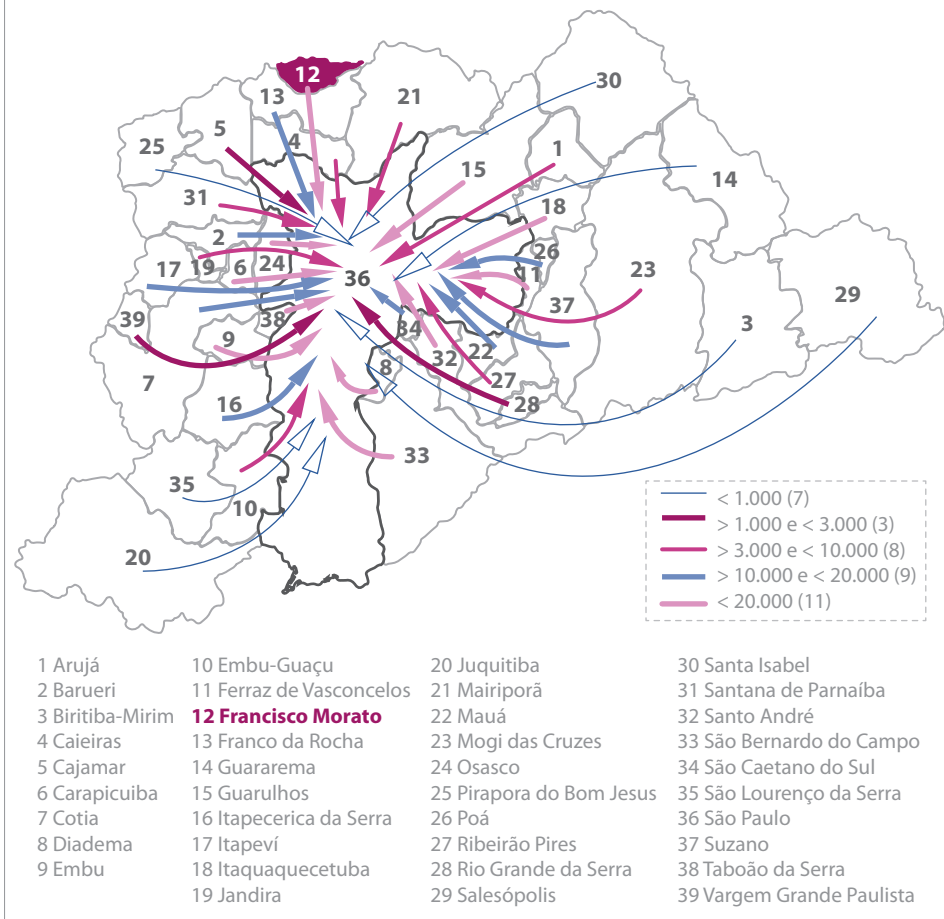 12
30
13
21
5
4
25
15
1
14
31
18
2
26
17
19
6
24
36
11
23
37
29
39
38
34
3
9
32
22
8
7
27
16
28
33
35
10
20
< 1.000 (7)
> 1.000 e < 3.000 (3)
> 3.000 e < 10.000 (8)
> 10.000 e < 20.000 (9)
< 20.000 (11)
1 Arujá
2 Barueri
3 Biritiba-Mirim
4 Caieiras
5 Cajamar
6 Carapicuiba
7 Cotia
8 Diadema
9 Embu
10 Embu-Guaçu
11 Ferraz de Vasconcelos
12 Francisco Morato
13 Franco da Rocha
14 Guararema
15 Guarulhos
16 Itapecerica da Serra
17 Itapeví
18 Itaquaquecetuba
19 Jandira
20 Juquitiba
21 Mairiporã
22 Mauá
23 Mogi das Cruzes
24 Osasco
25 Pirapora do Bom Jesus
26 Poá
27 Ribeirão Pires
28 Rio Grande da Serra
29 Salesópolis
30 Santa Isabel
31 Santana de Parnaíba
32 Santo André
33 São Bernardo do Campo
34 São Caetano do Sul
35 São Lourenço da Serra
36 São Paulo
37 Suzano
38 Taboão da Serra
39 Vargem Grande Paulista